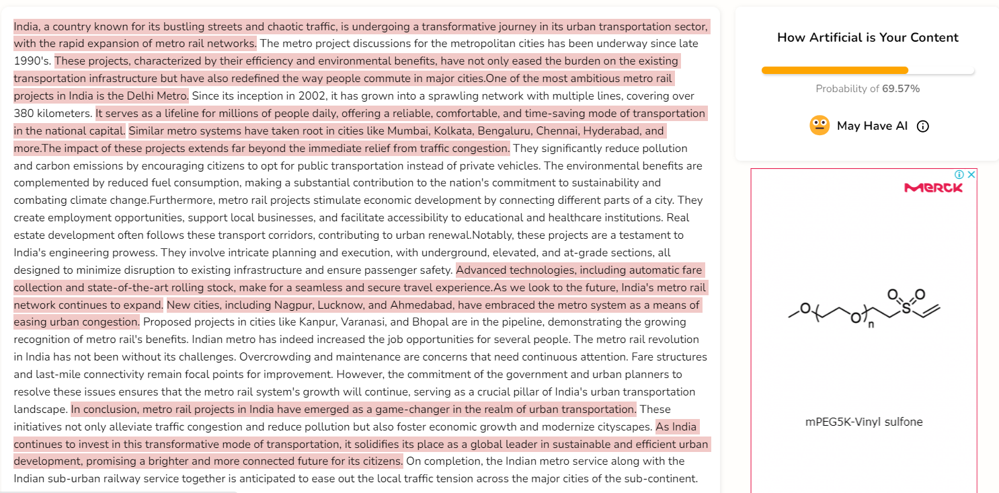 India, a country known for its bustling streets and chaotic traffic, is undergoing a transformative journey in its urban transportation sector,
with the rapid expansion of metro rail networks. The metro project discussions for the metropolitan cities has been underway since late
1990's. These projects, characterized by their efficiency and environmental benefits, have not only eased the burden on the existing
transportation infrastructure but have also redefined the way people commute in major cities.One of the most ambitious metro rail
projects in India is the Delhi Metro. Since its inception in 2002, it has grown into a sprawling network with multiple lines, covering over
380 kilometers. It serves as a lifeline for millions of people daily, offering a reliable, comfortable, and time-saving mode of transportation
in the national capital. Similar metro systems have taken root in cities like Mumbai, Kolkata, Bengaluru, Chennai, Hyderabad, and
more.The impact of these projects extends far beyond the immediate relief from traffic congestion. They significantly reduce pollution
and carbon emissions by encouraging citizens to opt for public transportation instead of private vehicles. The environmental benefits are
complemented by reduced fuel consumption, making a substantial contribution to the nation's commitment to sustainability and
combating climate change.Furthermore, metro rail projects stimulate economic development by connecting different parts of a city. They
create employment opportunities, support local businesses, and facilitate accessibility to educational and healthcare institutions. Real
estate development often follows these transport corridors, contributing to urban renewal.Notably, these projects are a testament to
India's engineering prowess. They involve intricate planning and execution, with underground, elevated, and at-grade sections, all
designed to minimize disruption to existing infrastructure and ensure passenger safety. Advanced technologies, including automatic fare
collection and state-of-the-art rolling stock, make for a seamless and secure travel experience.As we look to the future, India's metro rail
network continues to expand. New cities, including Nagpur, Lucknow, and Ahmedabad, have embraced the metro system as a means of
easing urban congestion. Proposed projects in cities like Kanpur, Varanasi, and Bhopal are in the pipeline, demonstrating the growing
recognition of metro rail's benefits. Indian metro has indeed increased the job opportunities for several people. The metro rail revolution
in India has not been without its challenges. Overcrowding and maintenance are concerns that need continuous attention. Fare structures
and last-mile connectivity remain focal points for improvement. However, the commitment of the government and urban planners to
resolve these issues ensures that the metro rail system's growth will continue, serving as a crucial pillar of India's urban transportation
landscape. In conclusion, metro rail projects in India have emerged as a game-changer in the realm of urban transportation. These
initiatives not only alleviate traffic congestion and reduce pollution but also foster economic growth and modernize cityscapes. As India
continues to invest in this transformative mode of transportation, it solidifies its place as a global leader in sustainable and efficient urban
development, promising a brighter and more connected future for its citizens. On completion, the Indian metro service along with the
Indian sub-urban railway service together is anticipated to ease out the local traffic tension across the major cities of the sub-continent.
How Artificial is Your Content
Probability of 69.57%
May Have AI
MERCK
O
O
O O
S
n
mPEG5K-Vinyl sulfone